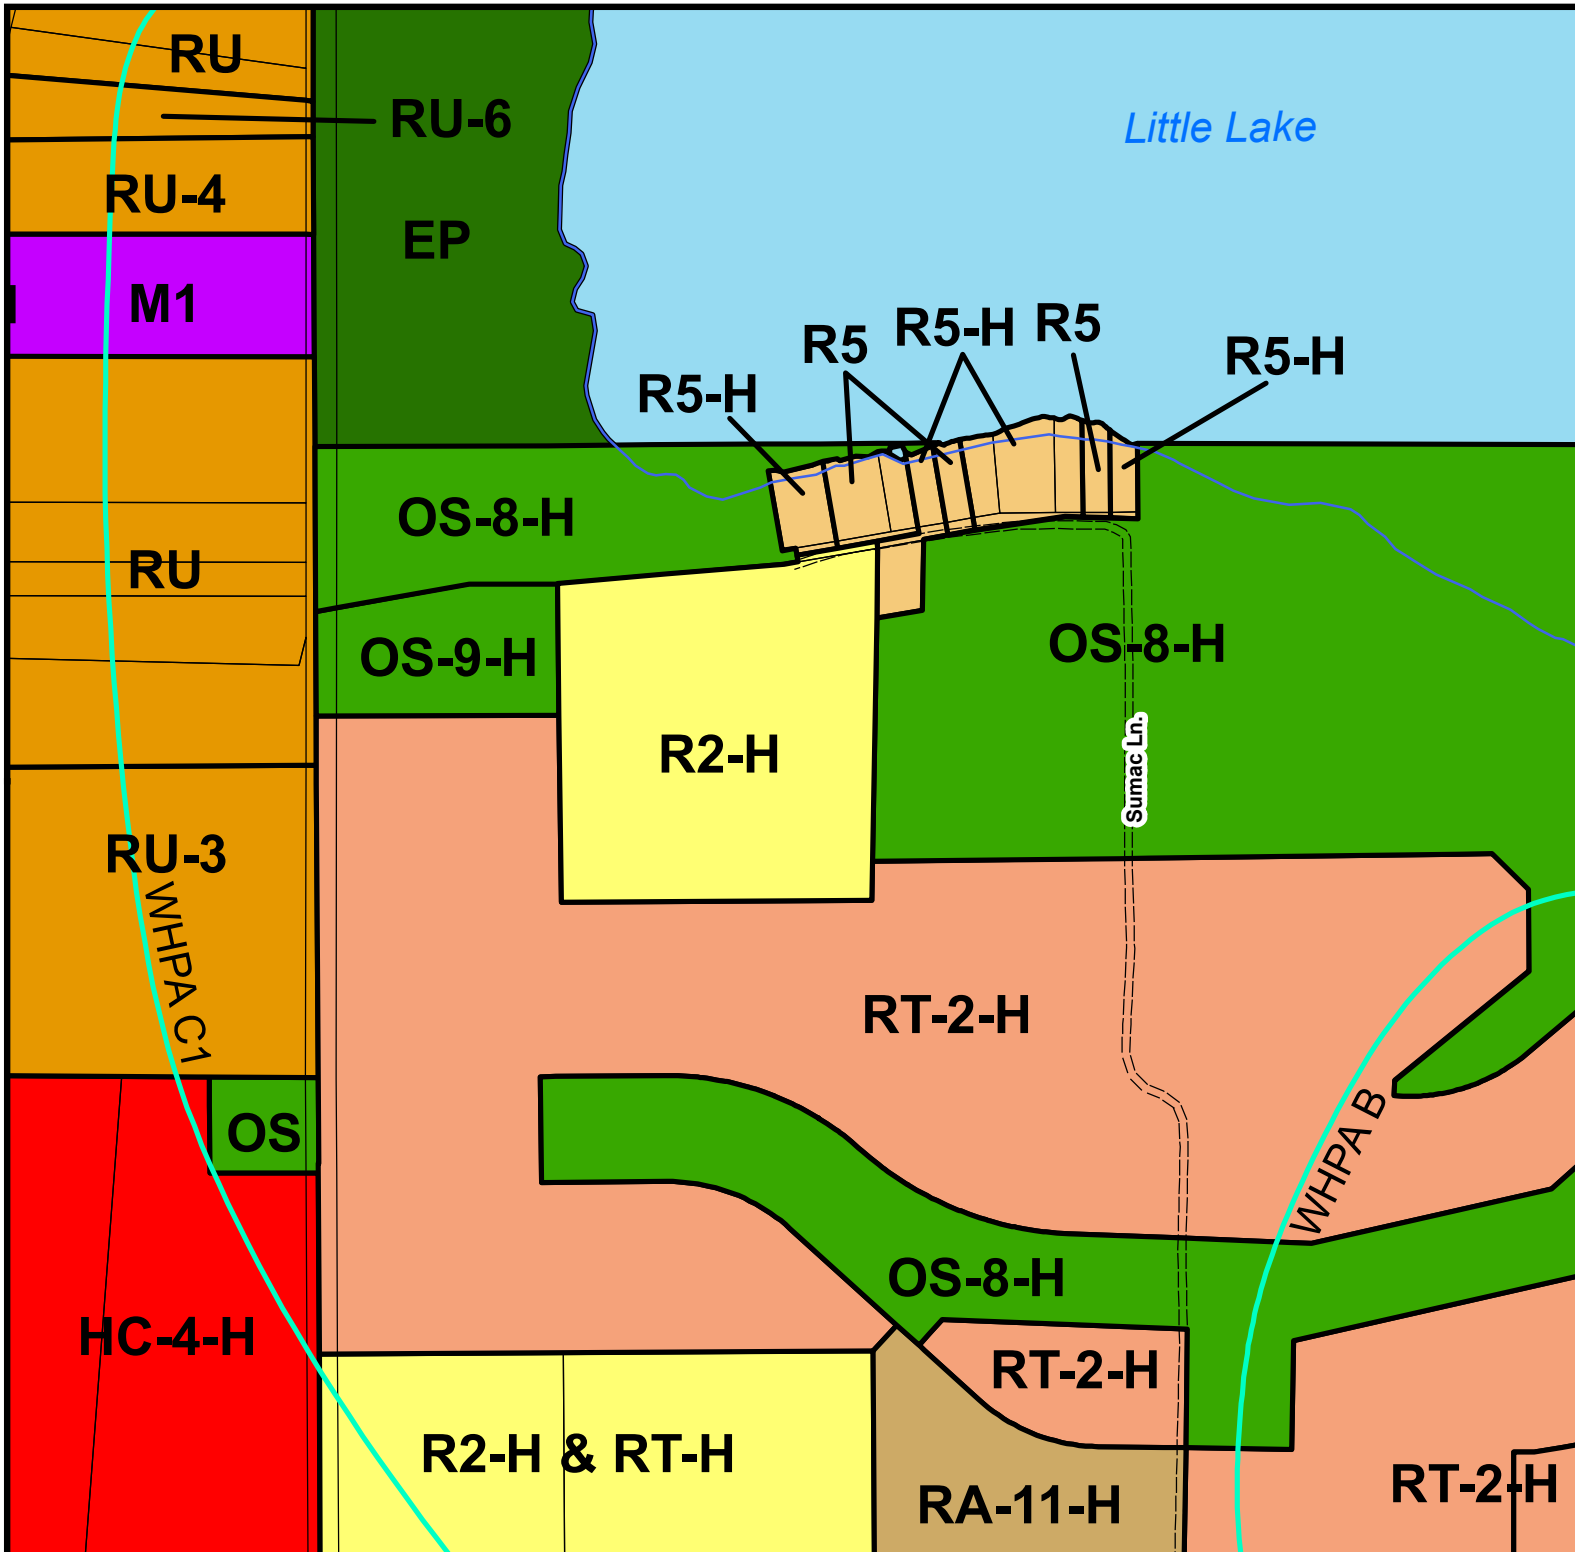 RU
RU-6
Little Lake
RU-4
EP
M1
R5-H
R5
R5
R5-H
R5-H
OS-8-H
RU
OS-9-H
OS-8-H
R2-H
Sumac Ln.
RU-3
WHPA C1
RT-2-H
OS
WHPA B
OS-8-H
HC-4-H
RT-2-H
R2-H & RT-H
RT-2-H
RA-11-H